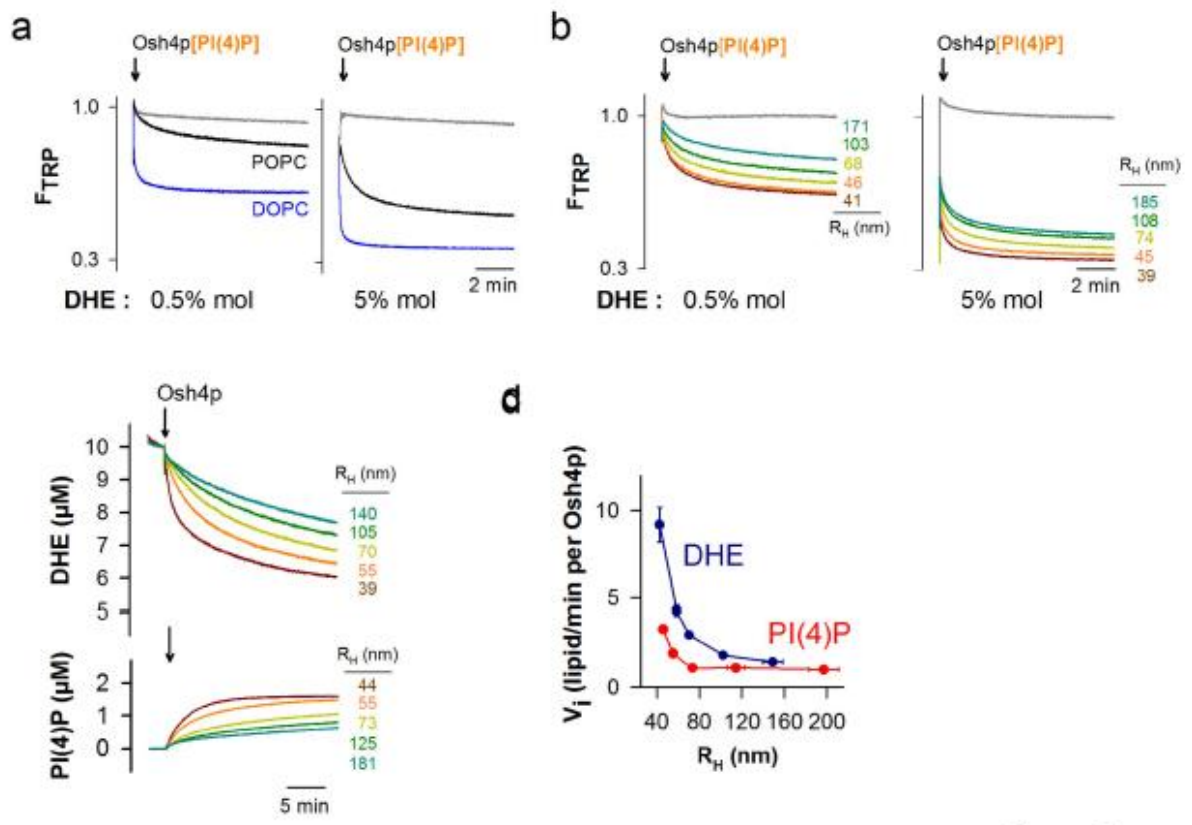 a
Osh4p[PI(4)P]
Osh4p[PI(4)P]
1.0
POPC
DOPC
FTRP
0.3
2 min
DHE : 0.5% mol
5% mol
b
Osh4p[PI(4)P]
Osh4p[PI(4)P]
1.0
171
103
68
46
41
RH (nm)
FTRP
0.3
RH (nm)
185
108
74
45
39
2 min
DHE : 0.5% mol
5% mol
Osh4p
10
9
8
7
6
5
DHE (µM)
RH (nm)
140
105
70
55
39
2
1
0
PI(4)P (µM)
RH (nm)
44
55
73
125
181
5 min
d
Vi (lipid/min per Osh4p)
10
5
0
DHE
PI(4)P
40 80 120 160 200
RH (nm)